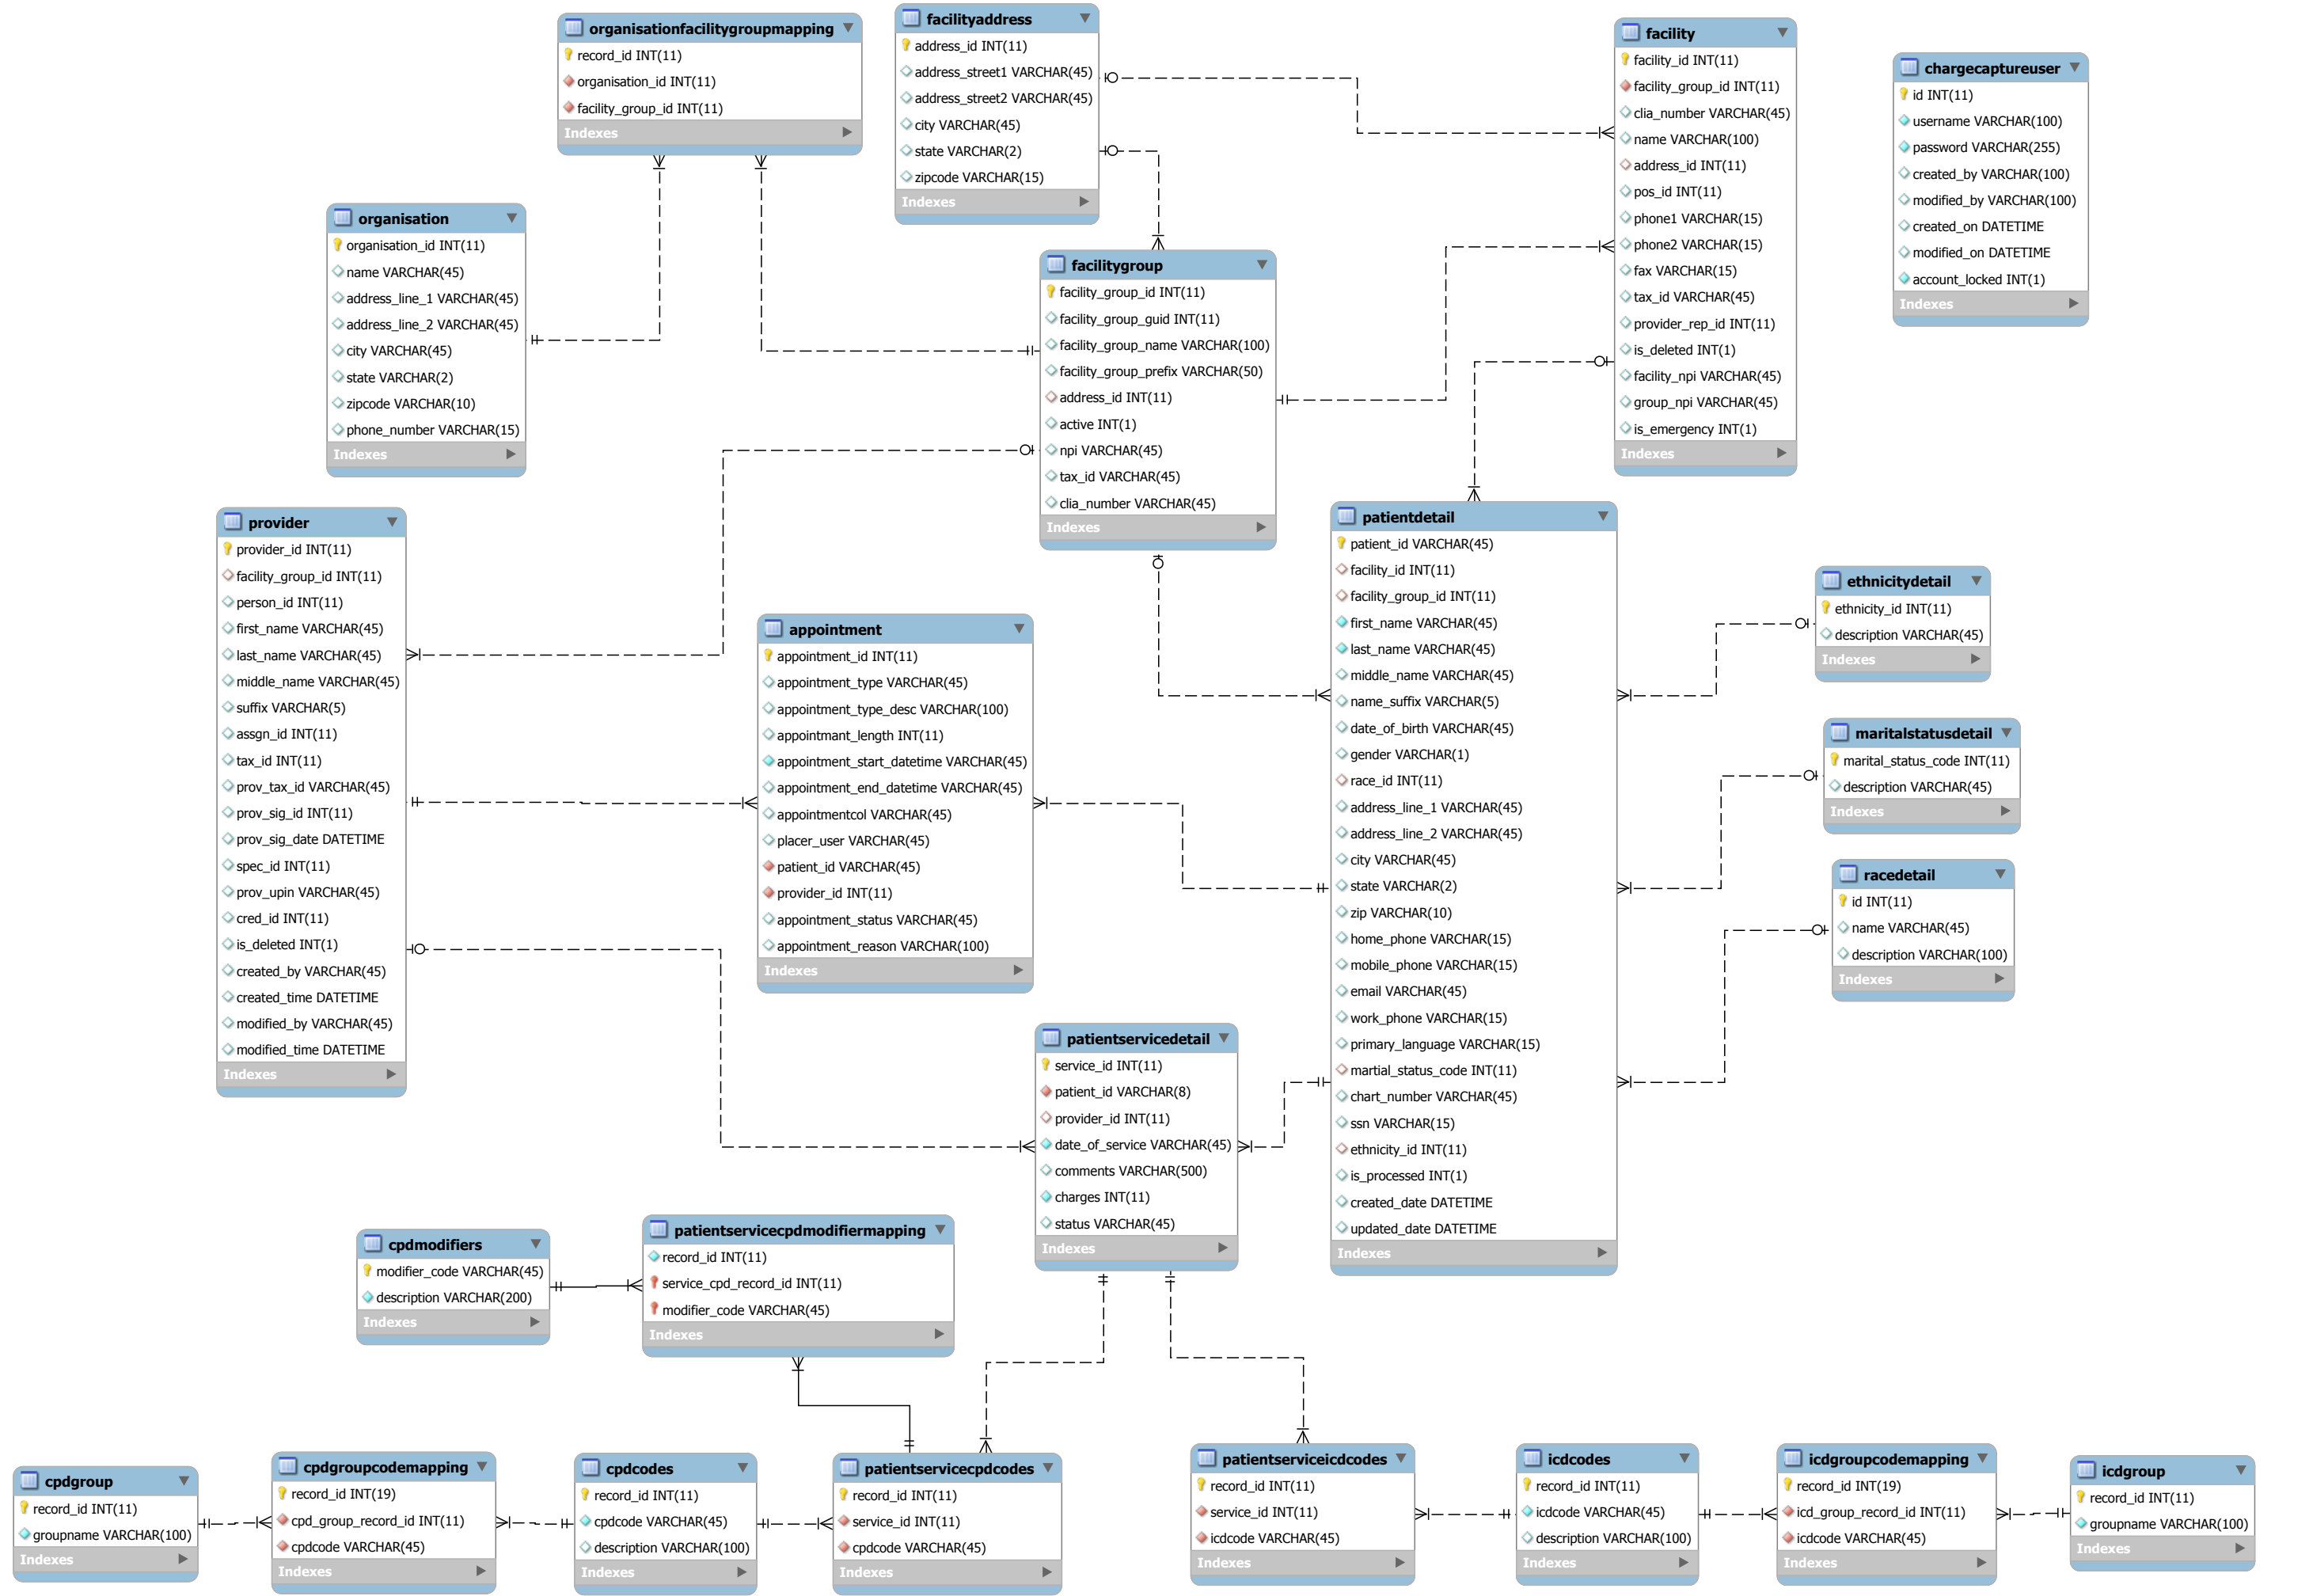 organisationfacilitygroupmapping
record_id INT(11)
organisation_id INT(11)
facility_group_id INT(11)
Indexes
facilityaddress
address_id INT(11)
address_street1 VARCHAR(45)
address_street2 VARCHAR(45)
city VARCHAR(45)
state VARCHAR(2)
zipcode VARCHAR(15)
Indexes
facility
facility_id INT(11)
facility_group_id INT(11)
clia_number VARCHAR(45)
name VARCHAR(100)
address_id INT(11)
pos_id INT(11)
phone1 VARCHAR(15)
phone2 VARCHAR(15)
fax VARCHAR(15)
tax_id VARCHAR(45)
provider_rep_id INT(11)
is_deleted INT(1)
facility_npi VARCHAR(45)
group_npi VARCHAR(45)
is_emergency INT(1)
Indexes
chargecaptureuser
id INT(11)
username VARCHAR(100)
password VARCHAR(255)
created_by VARCHAR(100)
modified_by VARCHAR(100)
created_on DATETIME
modified_on DATETIME
account_locked INT(1)
Indexes
organisation
organisation_id INT(11)
name VARCHAR(45)
address_line_1 VARCHAR(45)
address_line_2 VARCHAR(45)
city VARCHAR(45)
state VARCHAR(2)
zipcode VARCHAR(10)
phone_number VARCHAR(15)
Indexes
facilitygroup
facility_group_id INT(11)
facility_group_guid INT(11)
facility_group_name VARCHAR(100)
facility_group_prefix VARCHAR(50)
address_id INT(11)
active INT(1)
npi VARCHAR(45)
tax_id VARCHAR(45)
clia_number VARCHAR(45)
Indexes
provider
provider_id INT(11)
facility_group_id INT(11)
person_id INT(11)
first_name VARCHAR(45)
last_name VARCHAR(45)
middle_name VARCHAR(45)
suffix VARCHAR(5)
assgn_id INT(11)
tax_id INT(11)
prov_tax_id VARCHAR(45)
prov_sig_id INT(11)
prov_sig_date DATETIME
spec_id INT(11)
prov_upin VARCHAR(45)
cred_id INT(11)
is_deleted INT(1)
created_by VARCHAR(45)
created_time DATETIME
modified_by VARCHAR(45)
modified_time DATETIME
Indexes
appointment
appointment_id INT(11)
appointment_type VARCHAR(45)
appointment_type_desc VARCHAR(100)
appointmant_length INT(11)
appointment_start_datetime VARCHAR(45)
appointment_end_datetime VARCHAR(45)
appointmentcol VARCHAR(45)
placer_user VARCHAR(45)
patient_id VARCHAR(45)
provider_id INT(11)
appointment_status VARCHAR(45)
appointment_reason VARCHAR(100)
Indexes
patientdetail
patient_id VARCHAR(45)
facility_id INT(11)
facility_group_id INT(11)
first_name VARCHAR(45)
last_name VARCHAR(45)
middle_name VARCHAR(45)
name_suffix VARCHAR(5)
date_of_birth VARCHAR(45)
gender VARCHAR(1)
race_id INT(11)
address_line_1 VARCHAR(45)
address_line_2 VARCHAR(45)
city VARCHAR(45)
state VARCHAR(2)
zip VARCHAR(10)
home_phone VARCHAR(15)
mobile_phone VARCHAR(15)
email VARCHAR(45)
work_phone VARCHAR(15)
primary_language VARCHAR(15)
martial_status_code INT(11)
chart_number VARCHAR(45)
ssn VARCHAR(15)
ethnicity_id INT(11)
is_processed INT(1)
created_date DATETIME
updated_date DATETIME
Indexes
ethnicitydetail
ethnicity_id INT(11)
description VARCHAR(45)
Indexes
maritalstatusdetail
marital_status_code INT(11)
description VARCHAR(45)
Indexes
racedetail
id INT(11)
name VARCHAR(45)
description VARCHAR(100)
Indexes
patientservicedetail
service_id INT(11)
patient_id VARCHAR(8)
provider_id INT(11)
date_of_service VARCHAR(45)
comments VARCHAR(500)
charges INT(11)
status VARCHAR(45)
Indexes
cpdmodifiers
modifier_code VARCHAR(45)
description VARCHAR(200)
Indexes
patientservicecpdmodifiermapping
record_id INT(11)
service_cpd_record_id INT(11)
modifier_code VARCHAR(45)
Indexes
cpdgroup
record_id INT(11)
groupname VARCHAR(100)
Indexes
cpdgroupcodemapping
record_id INT(19)
cpd_group_record_id INT(11)
cpdcode VARCHAR(45)
Indexes
cpdcodes
record_id INT(11)
cpdcode VARCHAR(45)
description VARCHAR(100)
Indexes
patientservicecpdcodes
record_id INT(11)
service_id INT(11)
cpdcode VARCHAR(45)
Indexes
patientserviceicdcodes
record_id INT(11)
service_id INT(11)
icdcode VARCHAR(45)
Indexes
icdcodes
record_id INT(11)
icdcode VARCHAR(45)
description VARCHAR(100)
Indexes
icdgroupcodemapping
record_id INT(19)
icd_group_record_id INT(11)
icdcode VARCHAR(45)
Indexes
icdgroup
record_id INT(11)
groupname VARCHAR(100)
Indexes